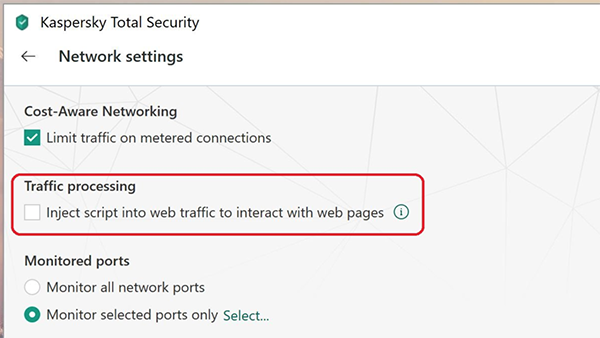 Kaspersky Total Security
Network settings
Cost-Aware Networking
Limit traffic on metered connections
Traffic processing
Inject script into web traffic to interact with web pages
Monitored ports
Monitor all network ports
Monitor selected ports only Select...